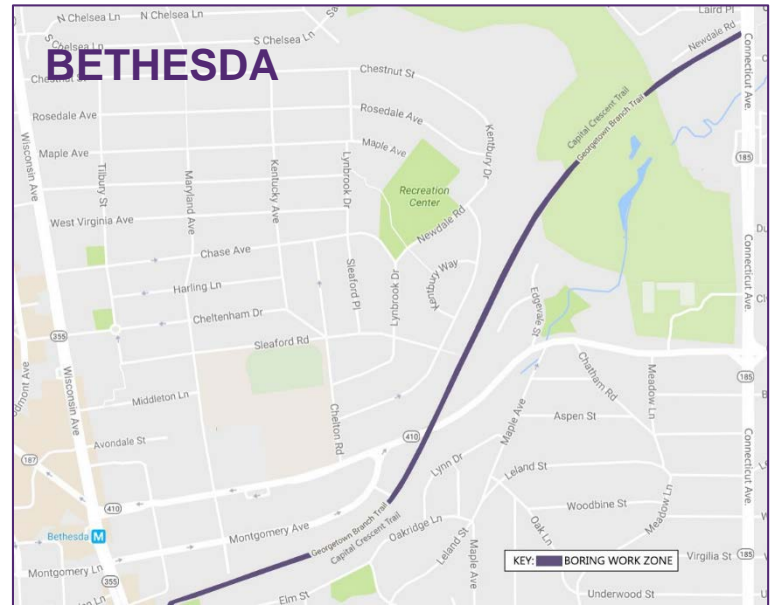 BETHESDA
N Chelsea Ln
N Chelsea Ln
S Chelsea Ln
S Chelsea Ln
Laird Pl
Newdale Rd
Connecticut Ave.
Chestnut St
Chestnut St
Rosedale Ave
Rosedale Ave
Capital Crescent Trail
Georgetown Branch Trail
Wisconsin Ave
Maple Ave
Maple Ave
Kentbury Dr
185
Tilbury St
Maryland Ave
Kentucky Ave
Lynbrook Dr
Recreation
Center
West Virginia Ave
Newdale Rd
Chase Ave
Kentbury Way
Connecticut Ave.
Harling Ln
Sleaford Pl
Lynbrook Dr
Edgevale St
Cheltenham Dr
355
Sleaford Rd
Wisconsin Ave
Middleton Ln
Chelton Rd
Maple Ave
Chatham Rd
Meadow Ln
185
Aspen St
Avondale St
410
187
Lynn Dr
Leland St
Connecticut Ave.
410
Woodbine St
Bethesda M
Montgomery Ave
Georgetown Branch Trail
Capital Crescent Trail
Oakridge Ln
Leland St
Maple Ave
Oak Ln
Meadow Ln
KEY: BORING WORK ZONE
Virgilia St
185
Montgomery Ln
355
Elm St
Underwood St